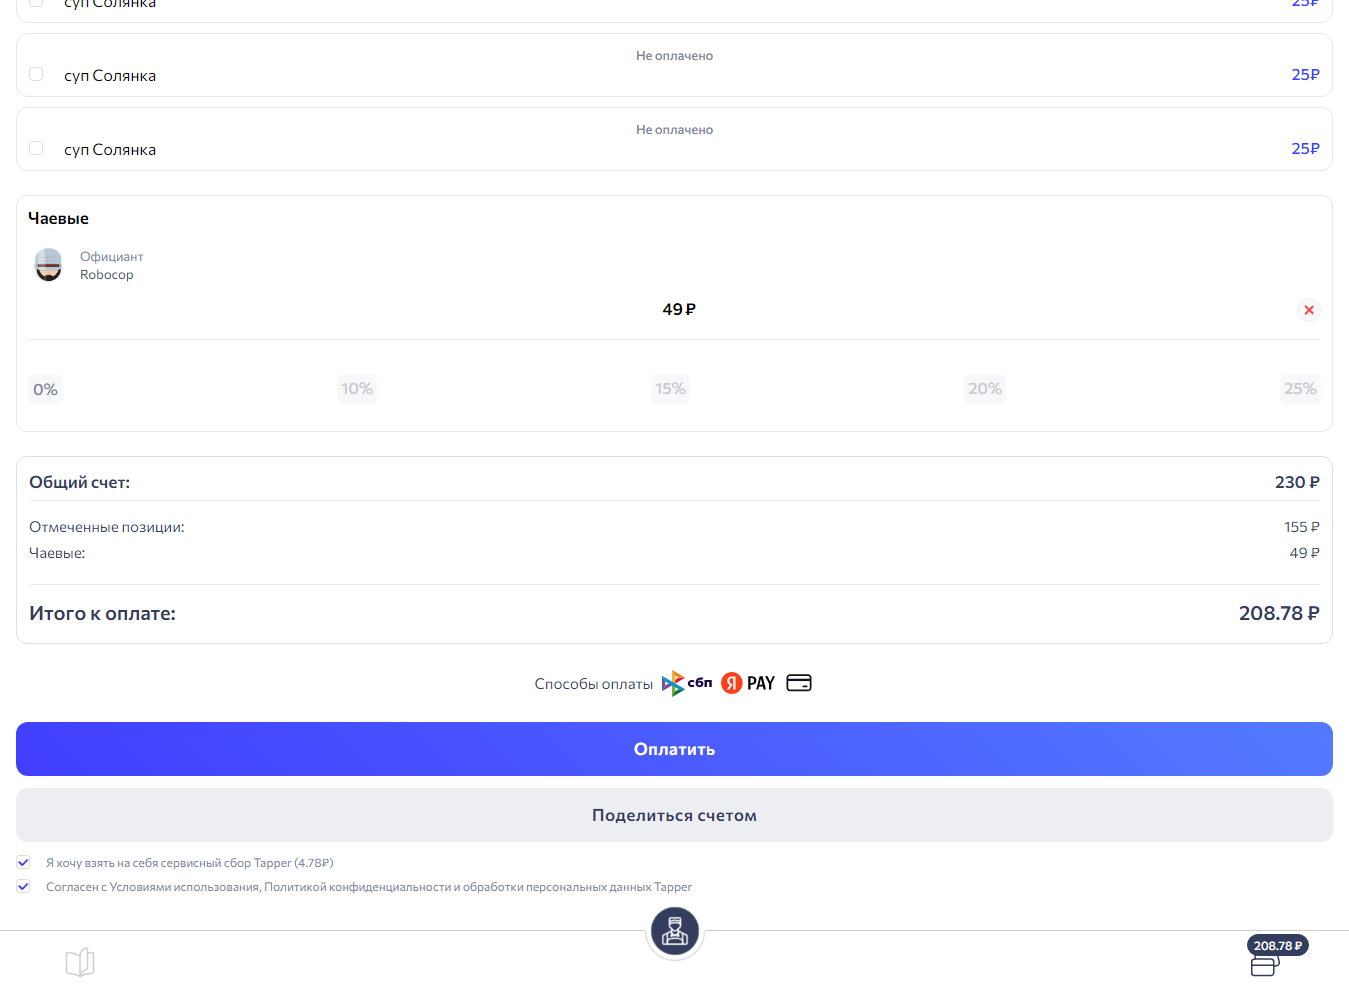 суп Солянка 25₽
Не оплачено
суп Солянка 25₽
Не оплачено
суп Солянка 25₽
Чаевые
Официант
Robocop
49 ₽
0% 10% 15% 20% 25%
Общий счет: 230 ₽
Отмеченные позиции: 155 ₽
Чаевые: 49 ₽
Итого к оплате: 208.78 ₽
Способы оплаты сбп Я PAY
Оплатить
Поделиться счетом
Я хочу взять на себя сервисный сбор Tapper (4.78₽)
Согласен с Условиями использования, Политикой конфиденциальности и обработки персональных данных Tapper
208.78 ₽